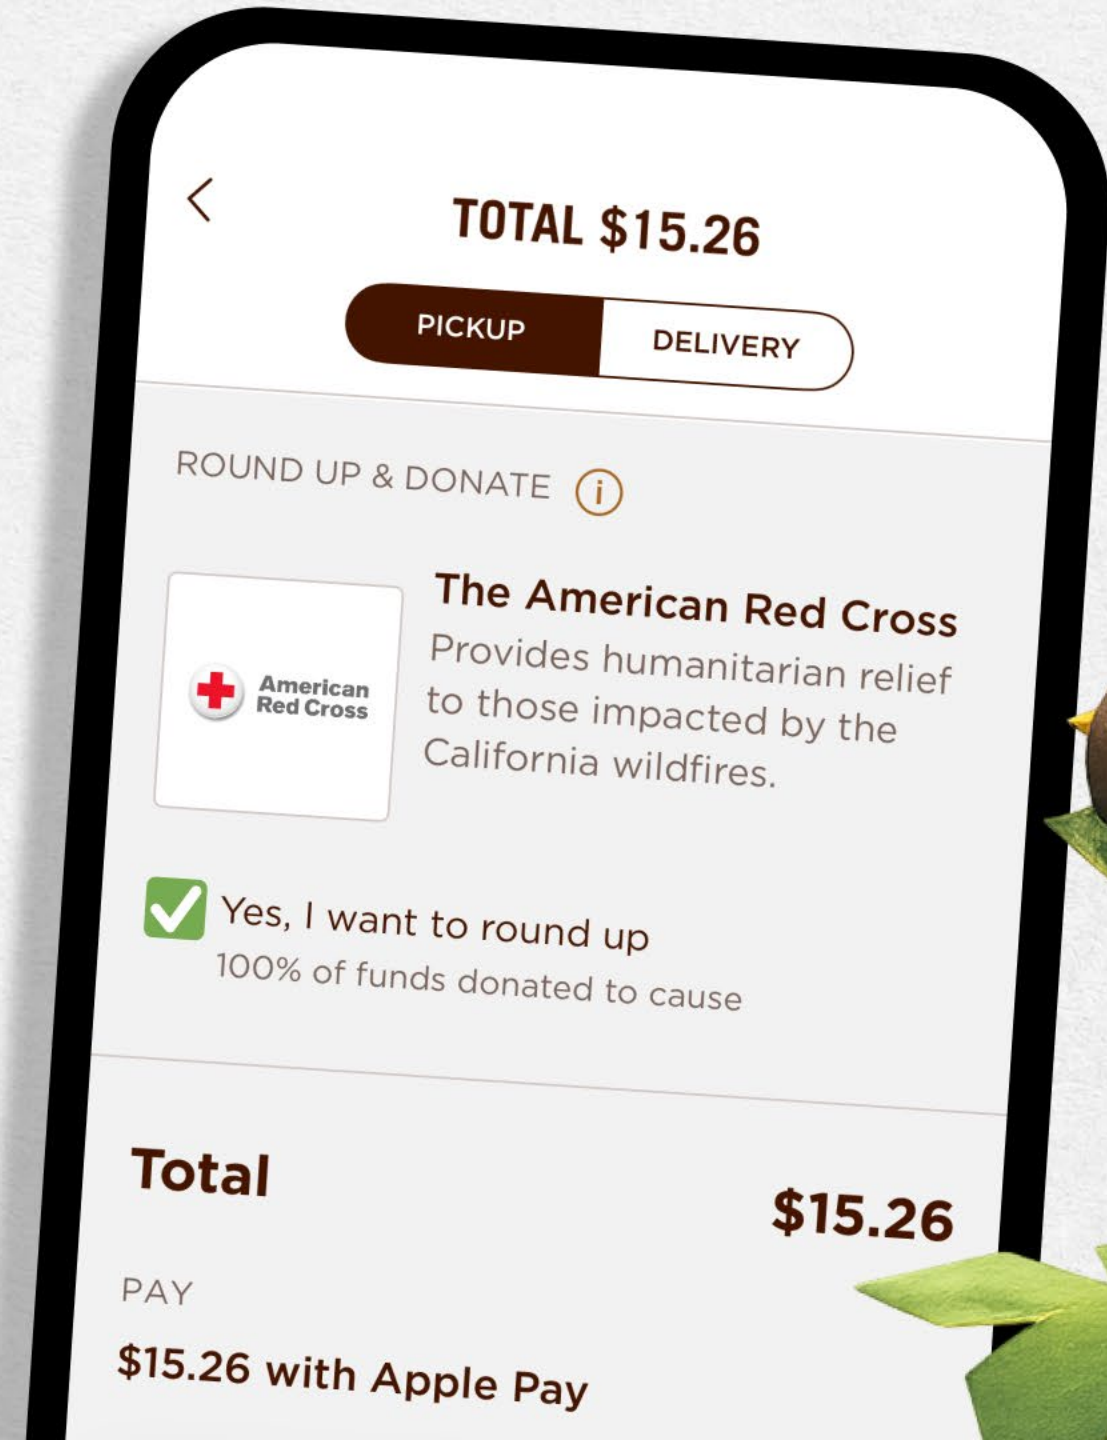 TOTAL $15.26
PICKUP
DELIVERY
ROUND UP & DONATE i
American
Red Cross
The American Red Cross
Provides humanitarian relief
to those impacted by the
California wildfires.
Yes, I want to round up
100% of funds donated to cause
Total
$15.26
PAY
$15.26 with Apple Pay